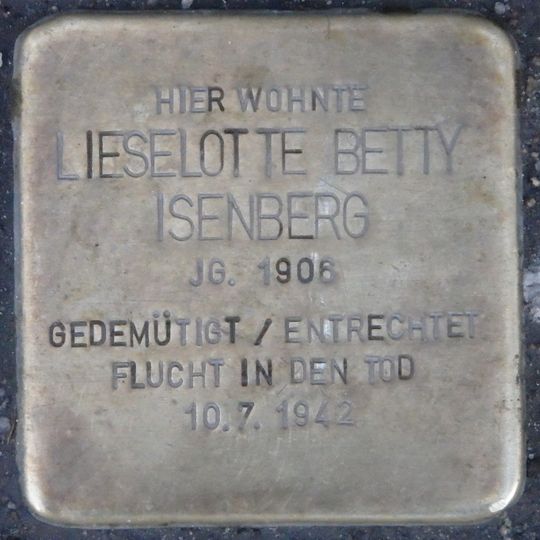 HIER WOHNTE
LIESELOTTE BETTY
ISENBERG
JG. 1906
GEDEMÜTIGT / ENTRECHTET
FLUCHT IN DEN TOD
10.7. 1942